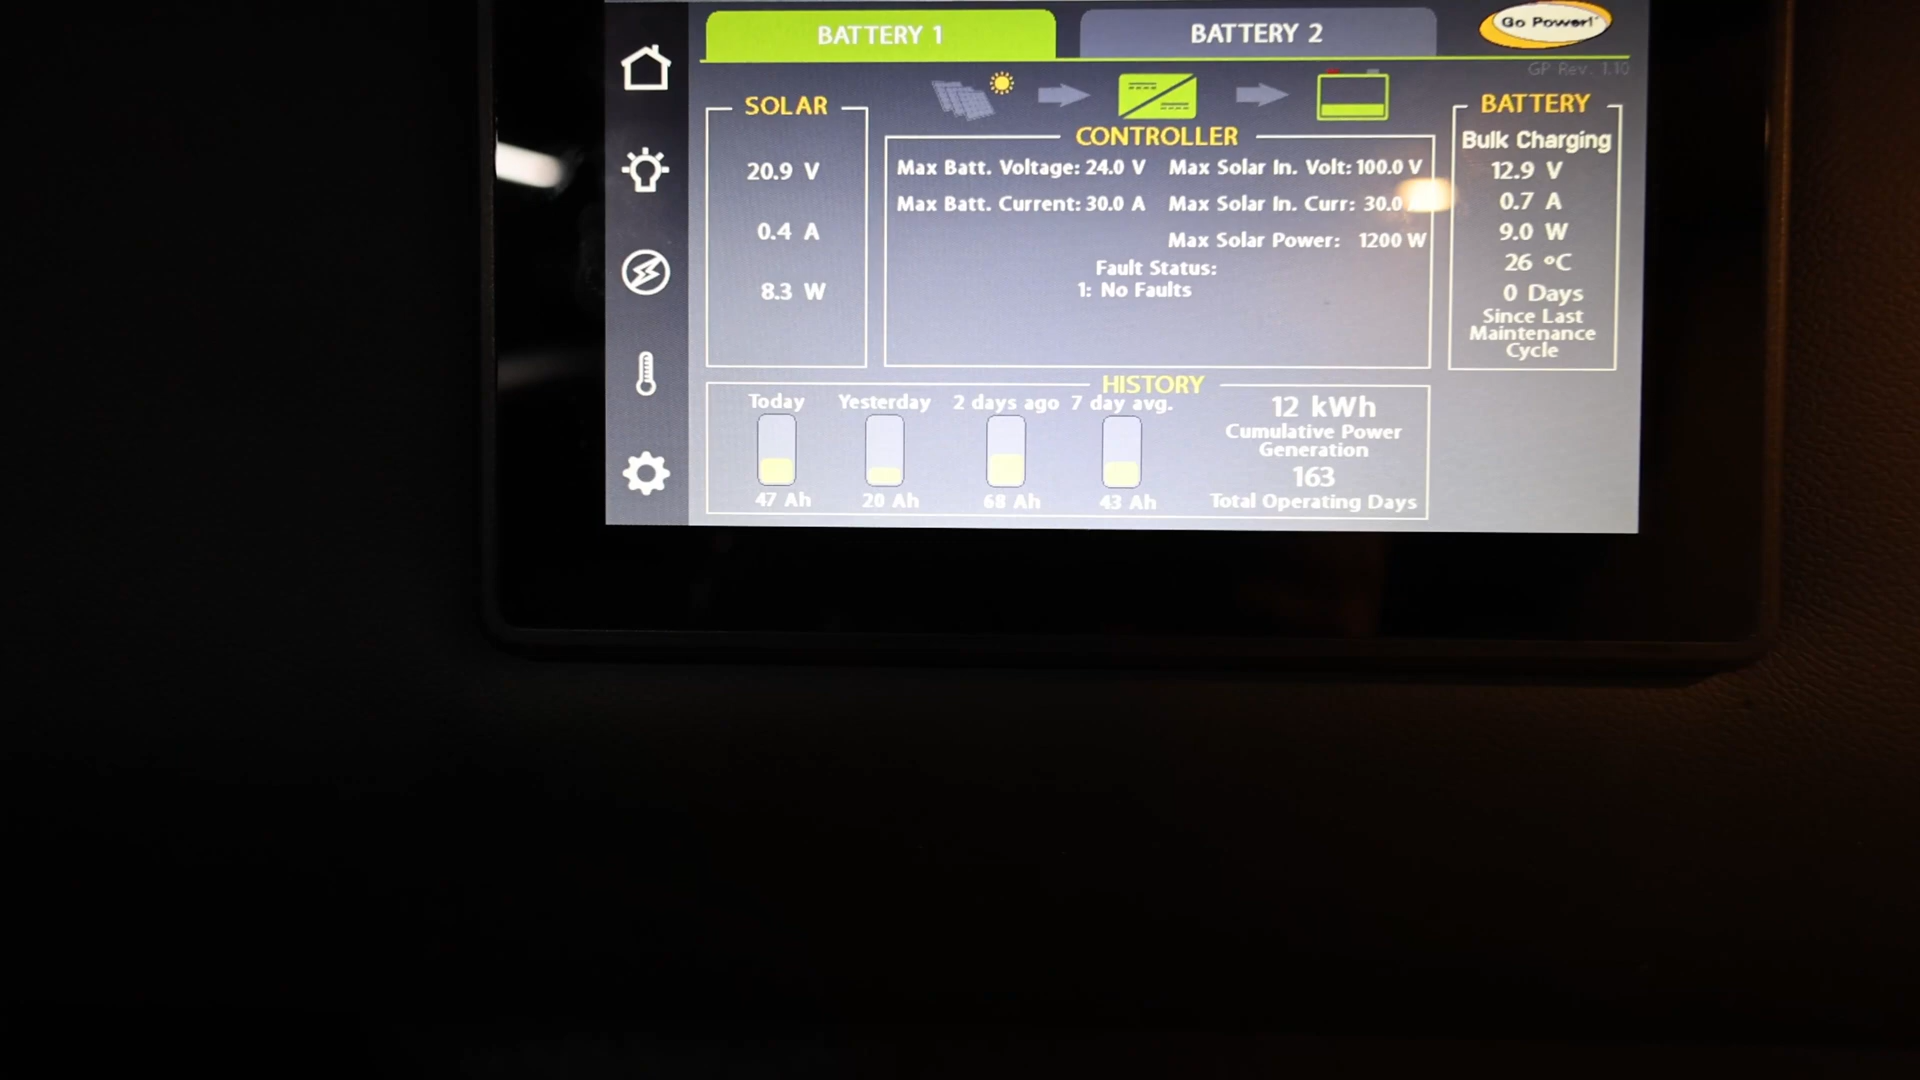 BATTERY 1
BATTERY 2
Go Power!
GP Rev. 1.10
SOLAR
20.9 V
0.4 A
8.3 W
CONTROLLER
Max Batt. Voltage: 24.0 V Max Solar In. Volt: 100.0 V
Max Batt. Current: 30.0 A Max Solar In. Curr: 30.0
Max Solar Power: 1200 W
Fault Status:
1: No Faults
BATTERY
Bulk Charging
12.9 V
0.7 A
9.0 W
26 ºC
0 Days
Since Last
Maintenance
Cycle
HISTORY
Today Yesterday 2 days ago 7 day avg.
47 Ah 20 Ah 68 Ah 43 Ah
12 kWh
Cumulative Power
Generation
163
Total Operating Days